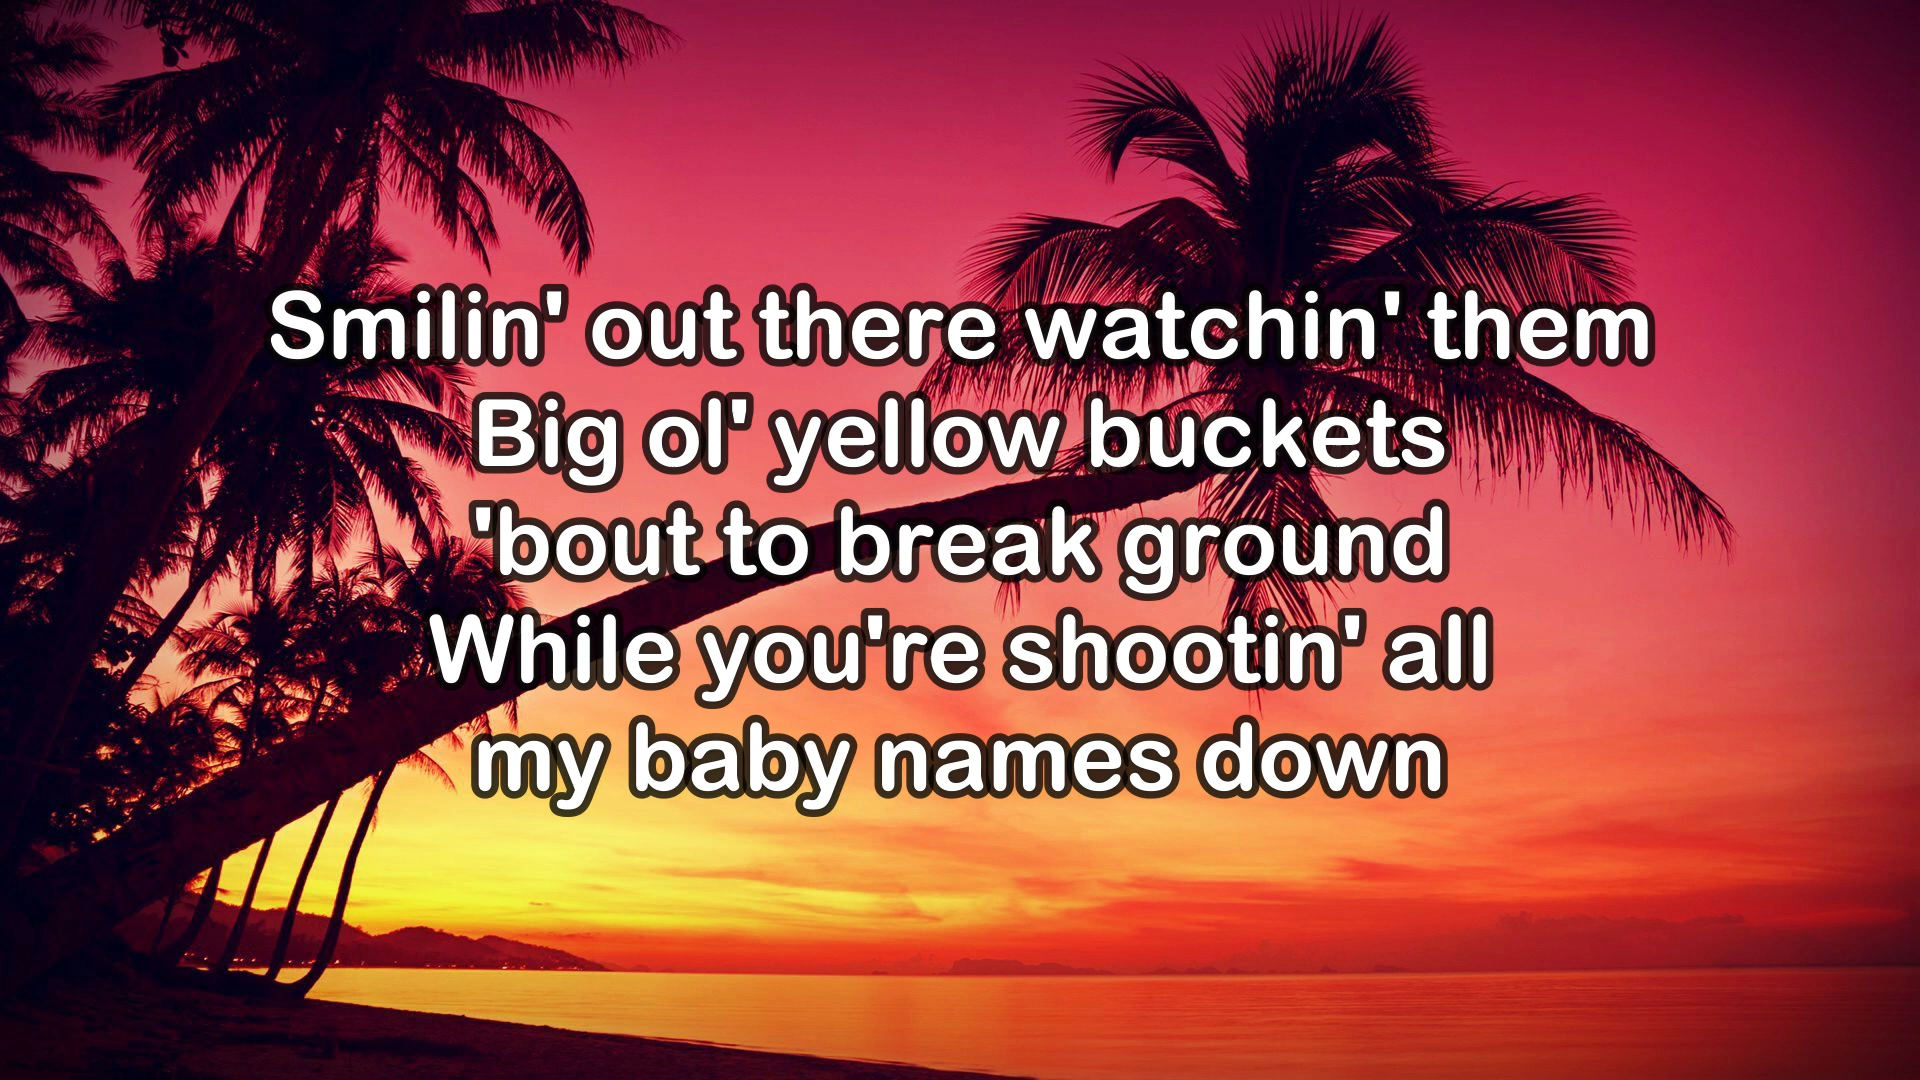 Smilin' out there watchin' them
Big ol' yellow buckets
'bout to break ground
While you're shootin' all
my baby names down